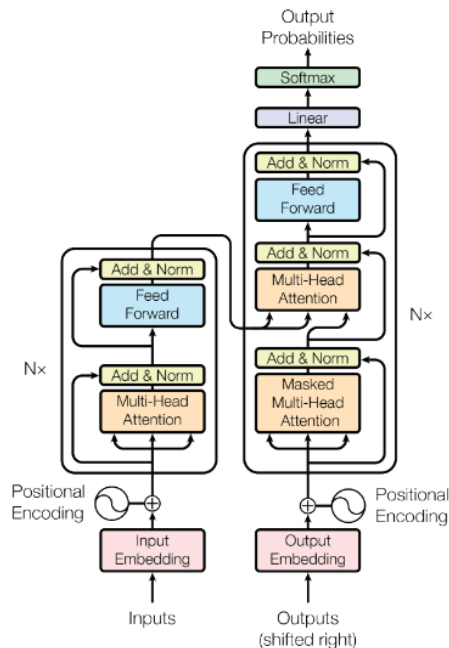 Output
Probabilities
Softmax
Linear
Add & Norm
Feed
Forward
Add & Norm
Multi-Head
Attention
Add & Norm
Masked
Multi-Head
Attention
Nx
Add & Norm
Feed
Forward
Add & Norm
Multi-Head
Attention
Nx
Positional
Encoding
Positional
Encoding
Input
Embedding
Output
Embedding
Inputs
Outputs
(shifted right)